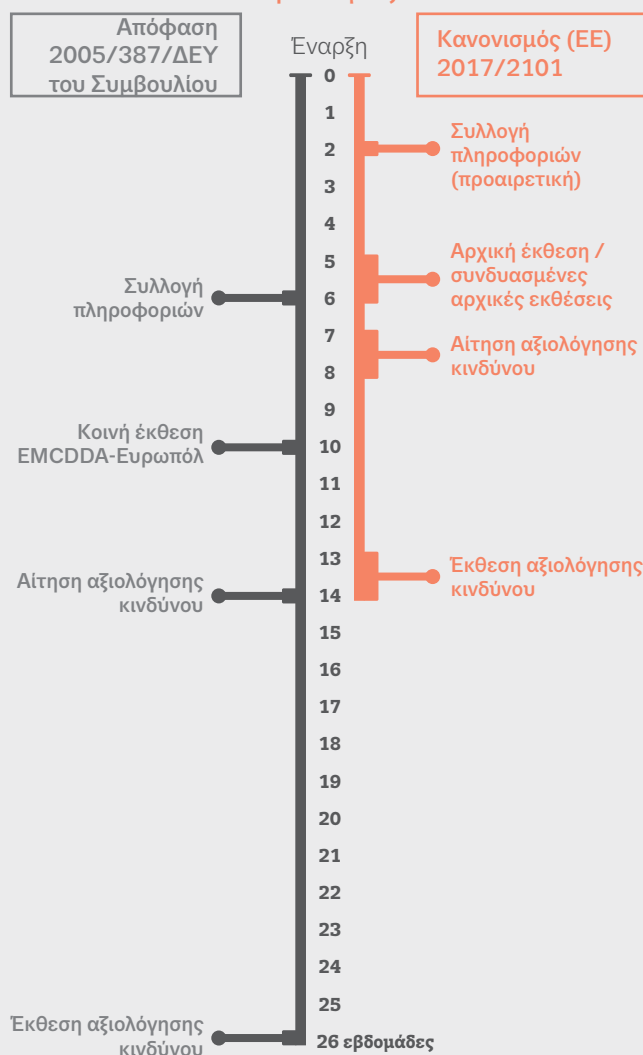 Απόφαση
2005/387/ΔΕΥ
του Συμβουλίου
Έναρξη
Κανονισμός (ΕΕ)
2017/2101
0
1
2
Συλλογή
πληροφοριών
(προαιρετική)
3
4
5
Αρχική έκθεση /
συνδυασμένες
αρχικές εκθέσεις
Συλλογή
πληροφοριών
6
7
Αίτηση αξιολόγησης
κινδύνου
8
9
Κοινή έκθεση
EMCDDA-Ευρωπόλ
10
11
12
13
Έκθεση αξιολόγησης
κινδύνου
Αίτηση αξιολόγησης
κινδύνου
14
15
16
17
18
19
20
21
22
23
24
25
Έκθεση αξιολόγησης
κινδύνου
26 εβδομάδες